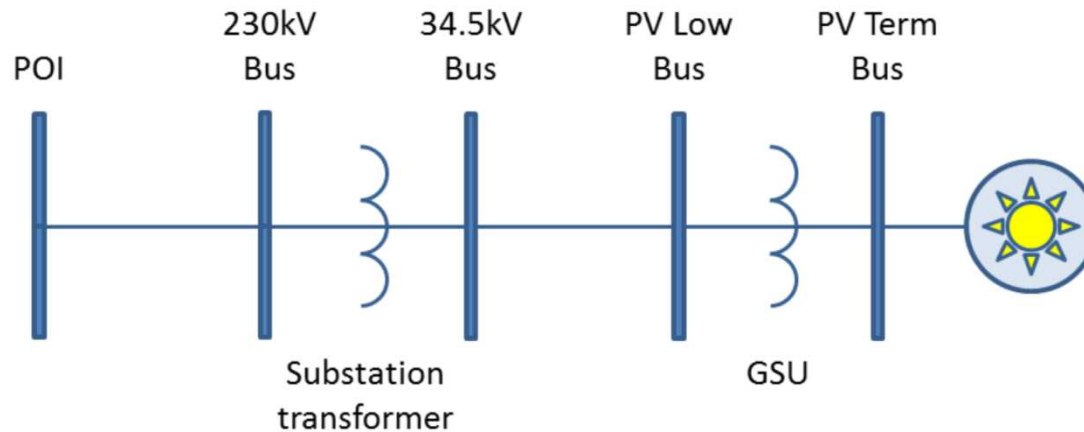 POI
230kV
Bus
34.5kV
Bus
PV Low
Bus
PV Term
Bus
Substation
transformer
GSU